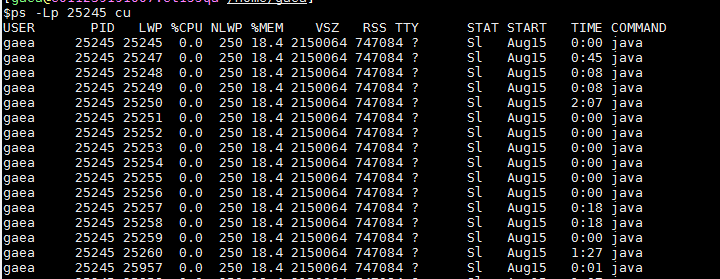 $ps -Lp 25245 cu
USER       PID   LWP %CPU NLWP %MEM    VSZ   RSS TTY      STAT START   TIME COMMAND
gaea     25245 25245  0.0  250 18.4 2150064 747084 ?      Sl   Aug15   0:00 java
gaea     25245 25247  0.0  250 18.4 2150064 747084 ?      Sl   Aug15   0:45 java
gaea     25245 25248  0.0  250 18.4 2150064 747084 ?      Sl   Aug15   0:08 java
gaea     25245 25249  0.0  250 18.4 2150064 747084 ?      Sl   Aug15   0:08 java
gaea     25245 25250  0.0  250 18.4 2150064 747084 ?      Sl   Aug15   2:07 java
gaea     25245 25251  0.0  250 18.4 2150064 747084 ?      Sl   Aug15   0:00 java
gaea     25245 25252  0.0  250 18.4 2150064 747084 ?      Sl   Aug15   0:00 java
gaea     25245 25253  0.0  250 18.4 2150064 747084 ?      Sl   Aug15   0:00 java
gaea     25245 25254  0.0  250 18.4 2150064 747084 ?      Sl   Aug15   0:00 java
gaea     25245 25255  0.0  250 18.4 2150064 747084 ?      Sl   Aug15   0:00 java
gaea     25245 25256  0.0  250 18.4 2150064 747084 ?      Sl   Aug15   0:00 java
gaea     25245 25257  0.0  250 18.4 2150064 747084 ?      Sl   Aug15   0:18 java
gaea     25245 25258  0.0  250 18.4 2150064 747084 ?      Sl   Aug15   0:18 java
gaea     25245 25259  0.0  250 18.4 2150064 747084 ?      Sl   Aug15   0:00 java
gaea     25245 25260  0.0  250 18.4 2150064 747084 ?      Sl   Aug15   1:27 java
gaea     25245 25957  0.0  250 18.4 2150064 747084 ?      Sl   Aug15   0:01 java